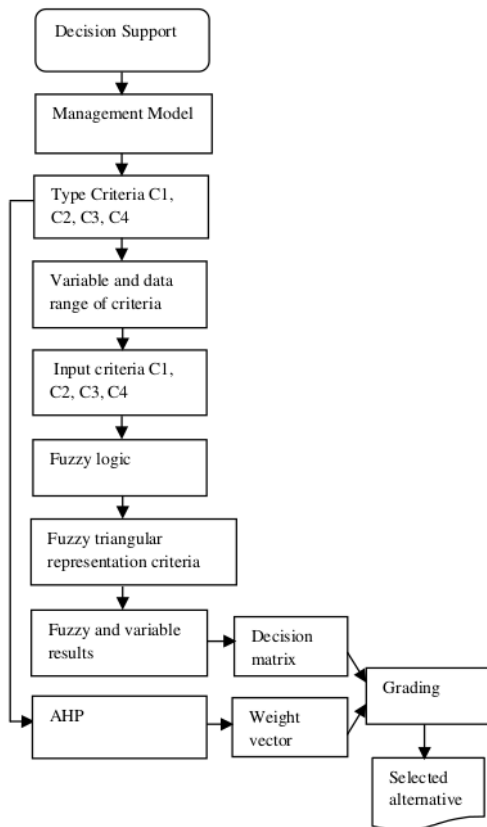 Decision Support
Management Model
Type Criteria C1,
C2, C3, C4
Variable and data
range of criteria
Input criteria C1,
C2, C3, C4
Fuzzy logic
Fuzzy triangular
representation criteria
Fuzzy and variable
results
Decision
matrix
Grading
AHP
Weight
vector
Selected
alternative